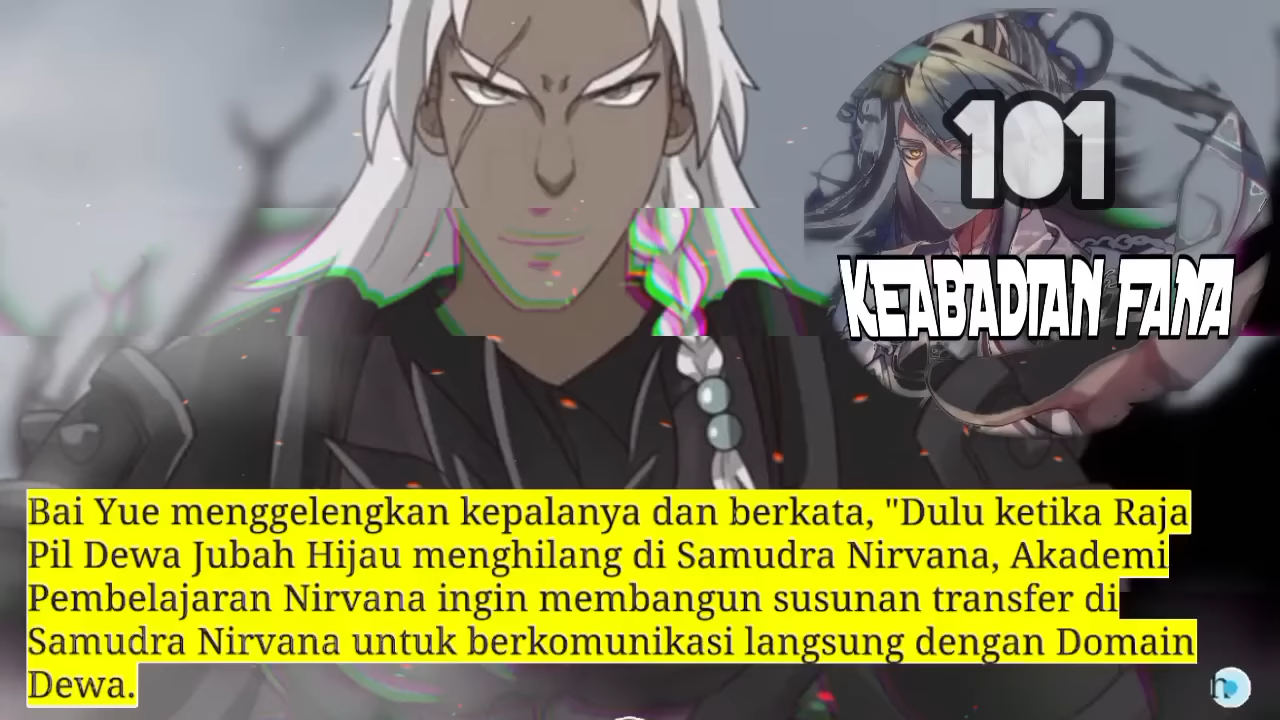 101
KEABADIAN FANA
Bai Yue menggelengkan kepalanya dan berkata, "Dulu ketika Raja
Pil Dewa Jubah Hijau menghilang di Samudra Nirvana, Akademi
Pembelajaran Nirvana ingin membangun susunan transfer di
Samudra Nirvana untuk berkomunikasi langsung dengan Domain
Dewa.